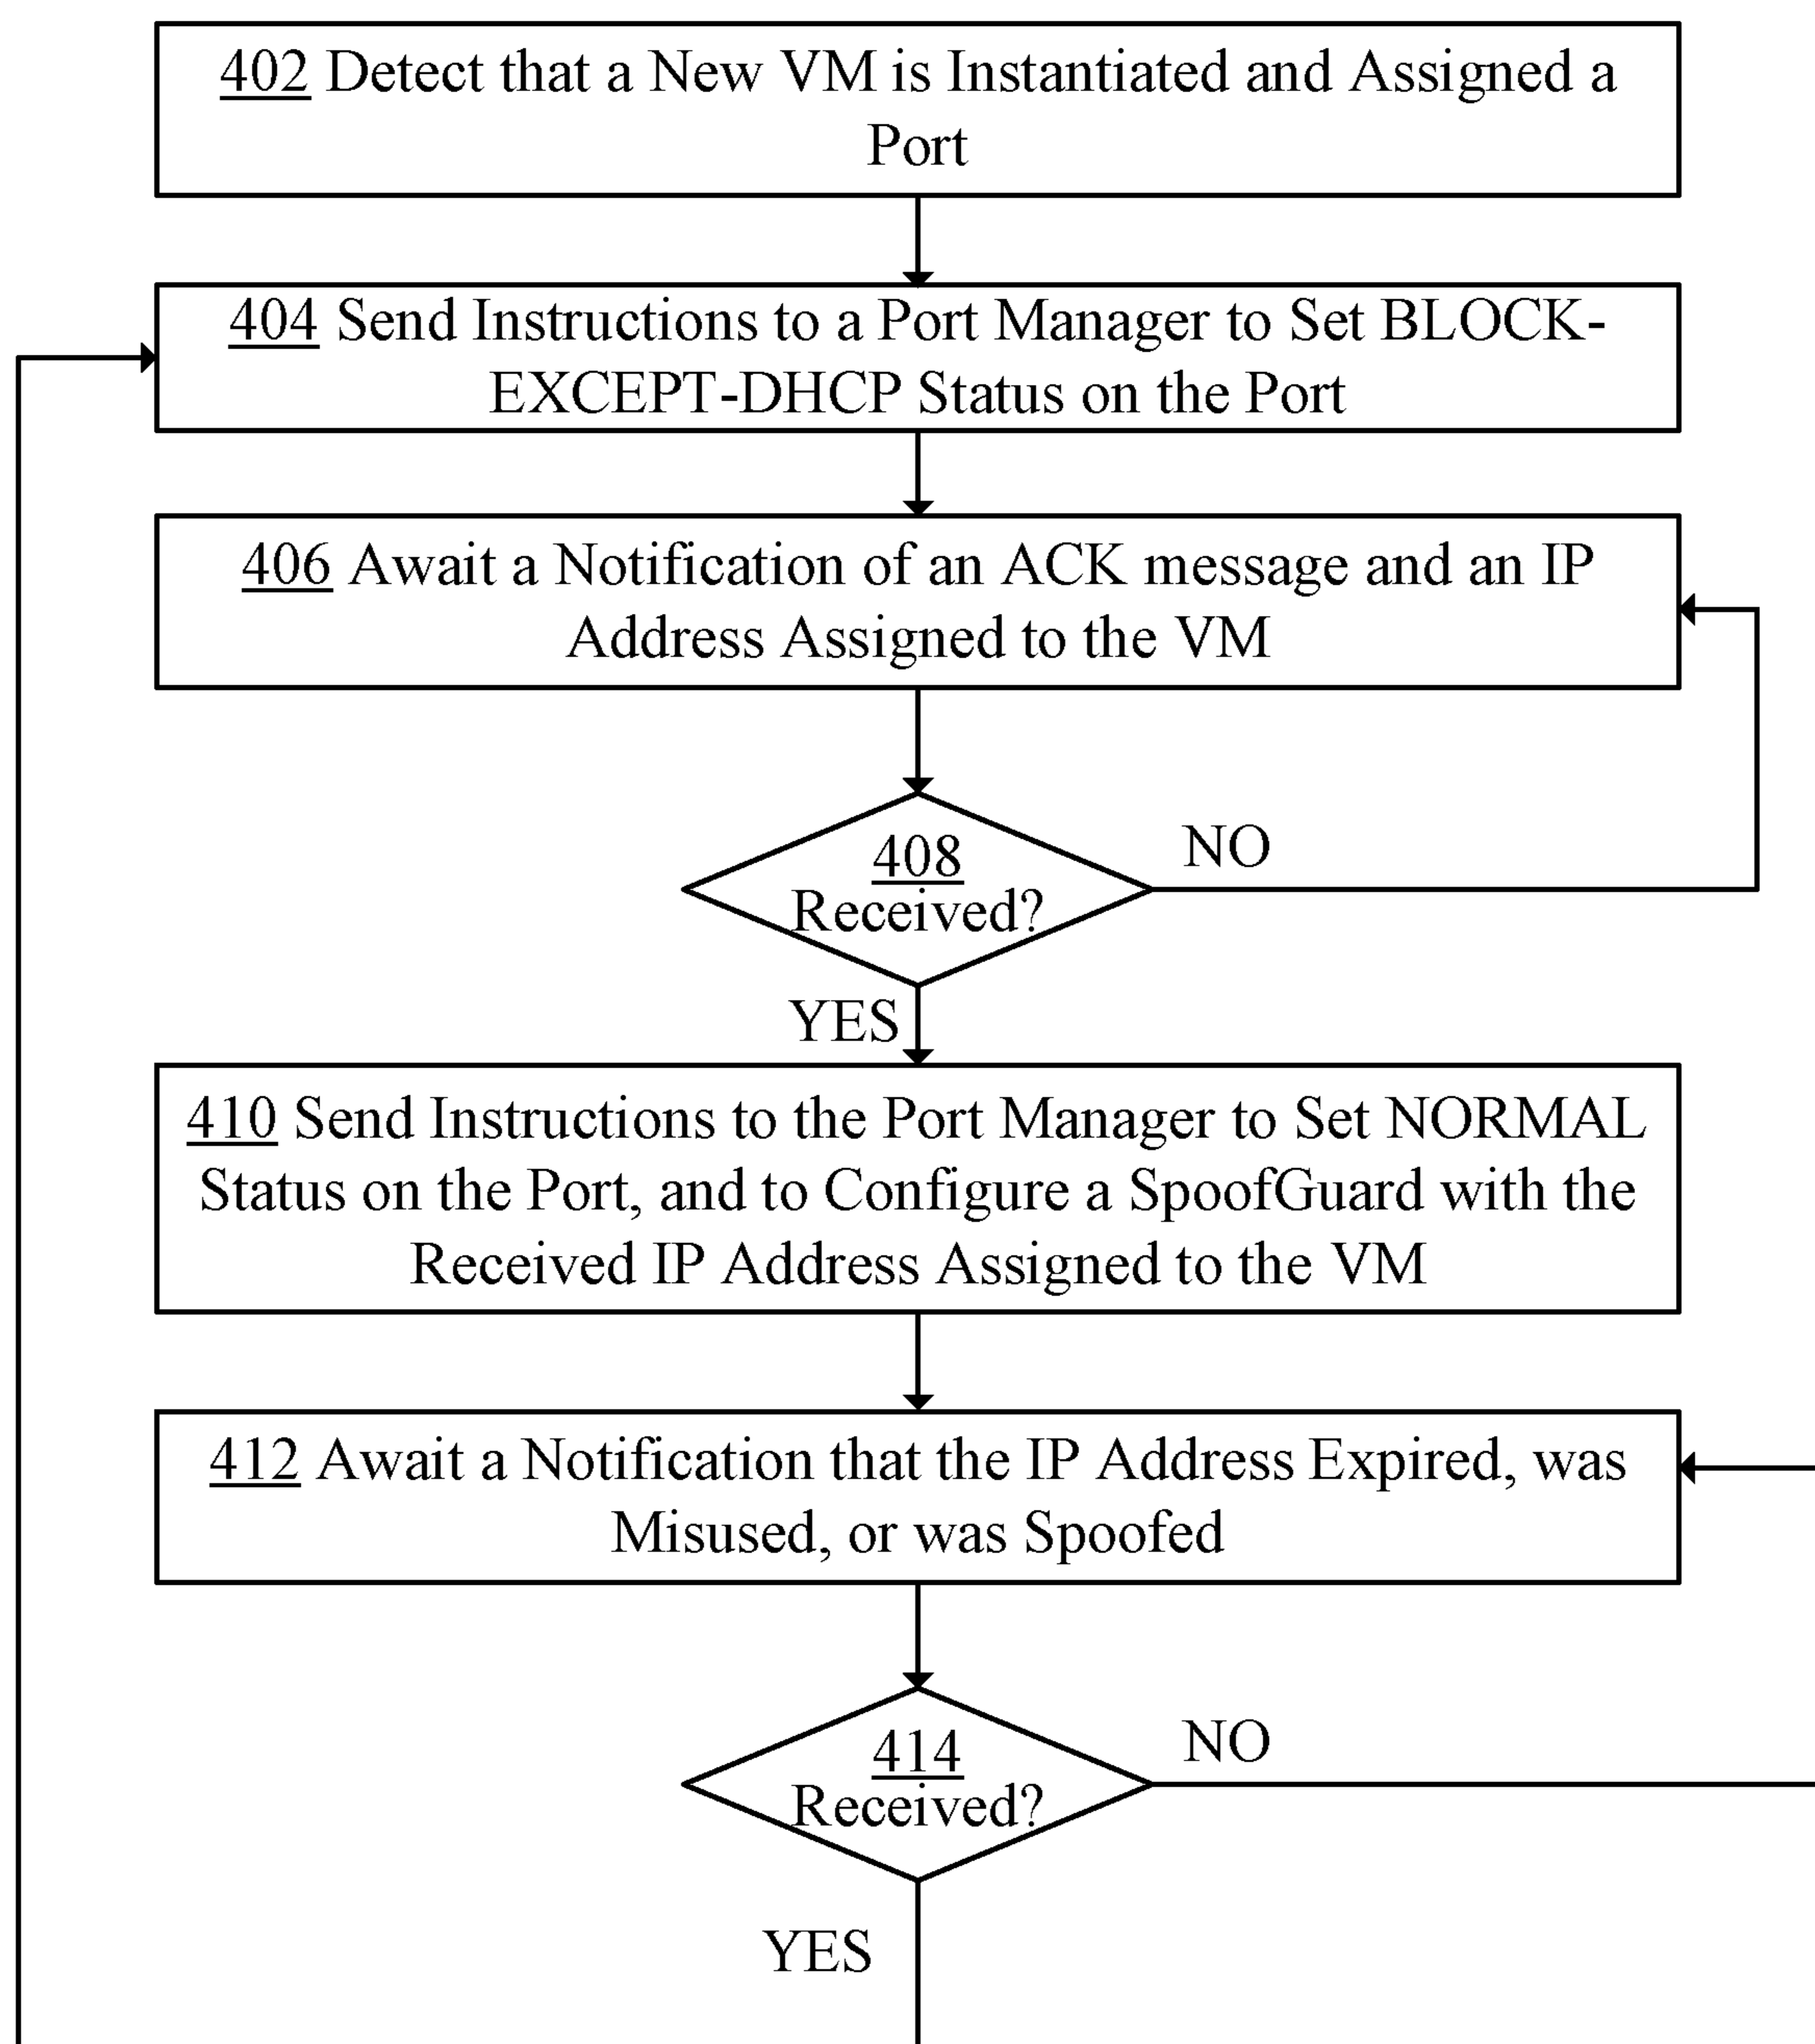 402 Detect that a New VM is Instantiated and Assigned a
Port
404 Send Instructions to a Port Manager to Set BLOCK-
EXCEPT-DHCP Status on the Port
406 Await a Notification of an ACK message and an IP
Address Assigned to the VM
408
Received?
NO
YES
410 Send Instructions to the Port Manager to Set NORMAL
Status on the Port, and to Configure a SpoofGuard with the
Received IP Address Assigned to the VM
412 Await a Notification that the IP Address Expired, was
Misused, or was Spoofed
414
Received?
NO
YES